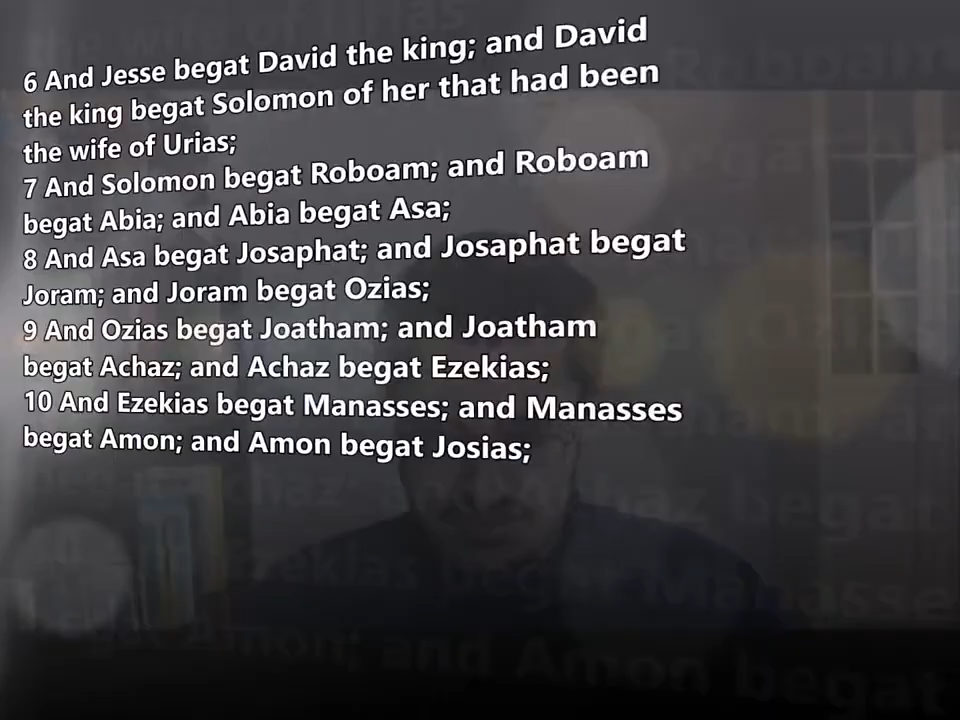 6 And Jesse begat David the king; and David
the king begat Solomon of her that had been
the wife of Urias;
7 And Solomon begat Roboam; and Roboam
begat Abia; and Abia begat Asa;
8 And Asa begat Josaphat; and Josaphat begat
Joram; and Joram begat Ozias;
9 And Ozias begat Joatham; and Joatham
begat Achaz; and Achaz begat Ezekias;
10 And Ezekias begat Manasses; and Manasses
begat Amon; and Amon begat Josias;